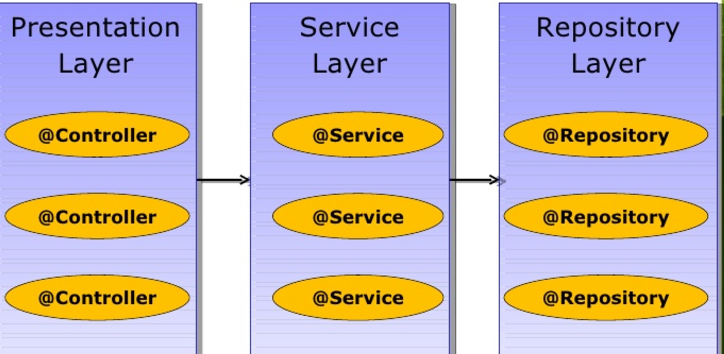 Presentation
Layer
@Controller
@Controller
@Controller
Service
Layer
@Service
@Service
@Service
Repository
Layer
@Repository
@Repository
@Repository